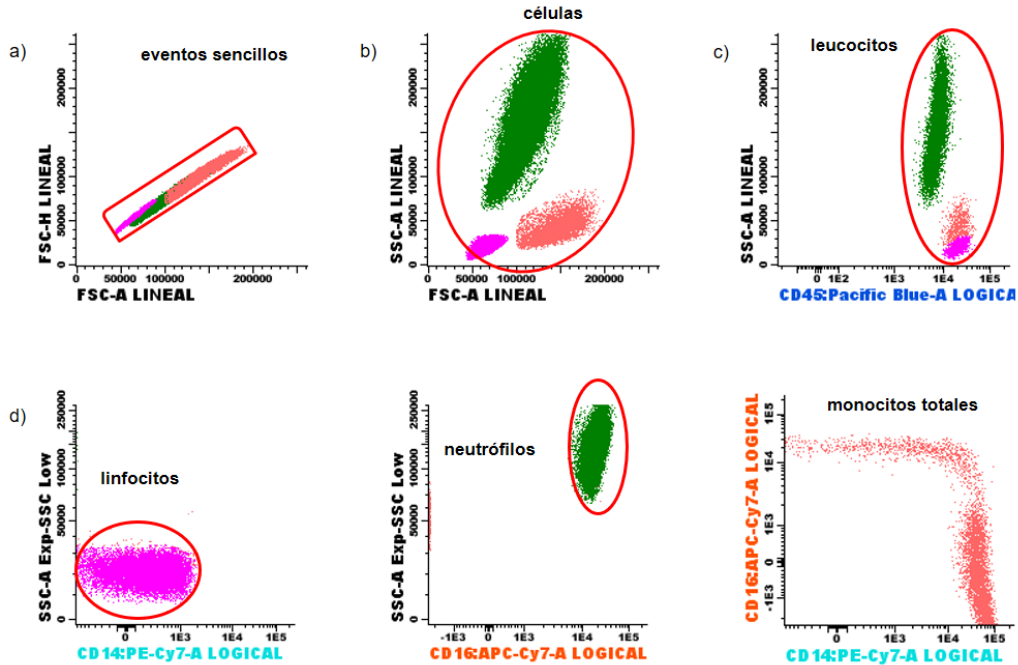 a)
eventos sencillos
FSC-H LINEAL
0 50000 100000 200000
50000 100000 200000
FSC-A LINEAL
b)
células
SSC-A LINEAL
0 50000 100000 200000
50000 100000 200000
FSC-A LINEAL
c)
leucocitos
SSC-A LINEAL
0 50000 100000 200000
0 1E2 1E3 1E4 1E5
CD45:Pacific Blue-A LOGICA
d)
linfocitos
SSC-A Exp-SSC Low
0 50000 100000 250000
0 1E3 1E4 1E5
CD14:PE-Cy7-A LOGICAL
neutrófilos
SSC-A Exp-SSC Low
0 50000 100000 250000
-1E3 0 1E3 1E4 1E5
CD16:APC-Cy7-A LOGICAL
monocitos totales
CD16:APC-Cy7-A LOGICAL
-1E3 0 1E3 1E4 1E5
0 1E3 1E4 1E5
CD14:PE-Cy7-A LOGICAL